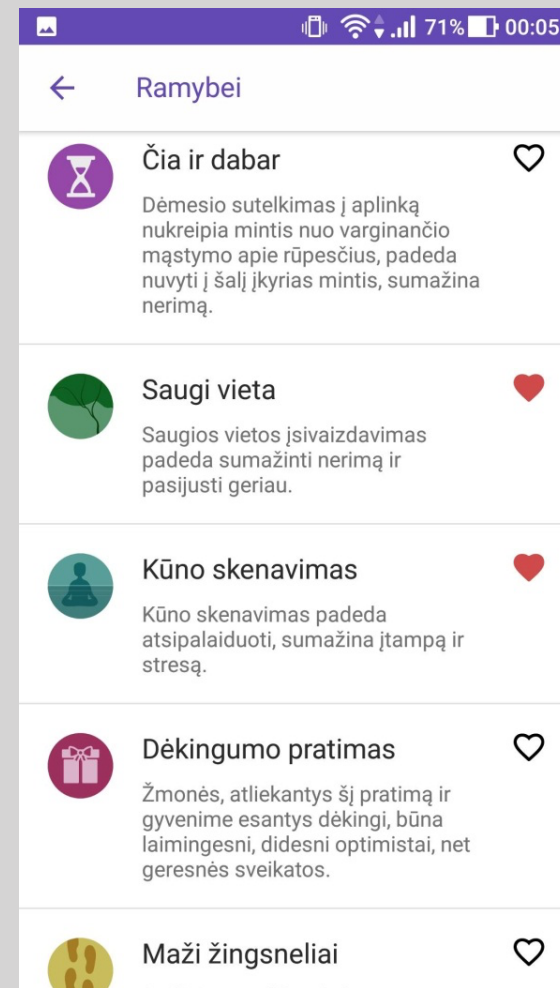 71% 00:05
Ramybei
Čia ir dabar
Dėmesio sutelkimas į aplinką
nukreipia mintis nuo varginančio
mąstymo apie rūpesčius, padeda
nuvyti į šalį įkyrias mintis, sumažina
nerimą.
Saugi vieta
Saugios vietos įsivaizdavimas
padeda sumažinti nerimą ir
pasijusti geriau.
Kūno skenavimas
Kūno skenavimas padeda
atsipalaiduoti, sumažina įtampą ir
stresą.
Dėkingumo pratimas
Žmonės, atliekantys šį pratimą ir
gyvenime esantys dėkingi, būna
laimingesni, didesni optimistai, net
geresnės sveikatos.
Maži žingsneliai